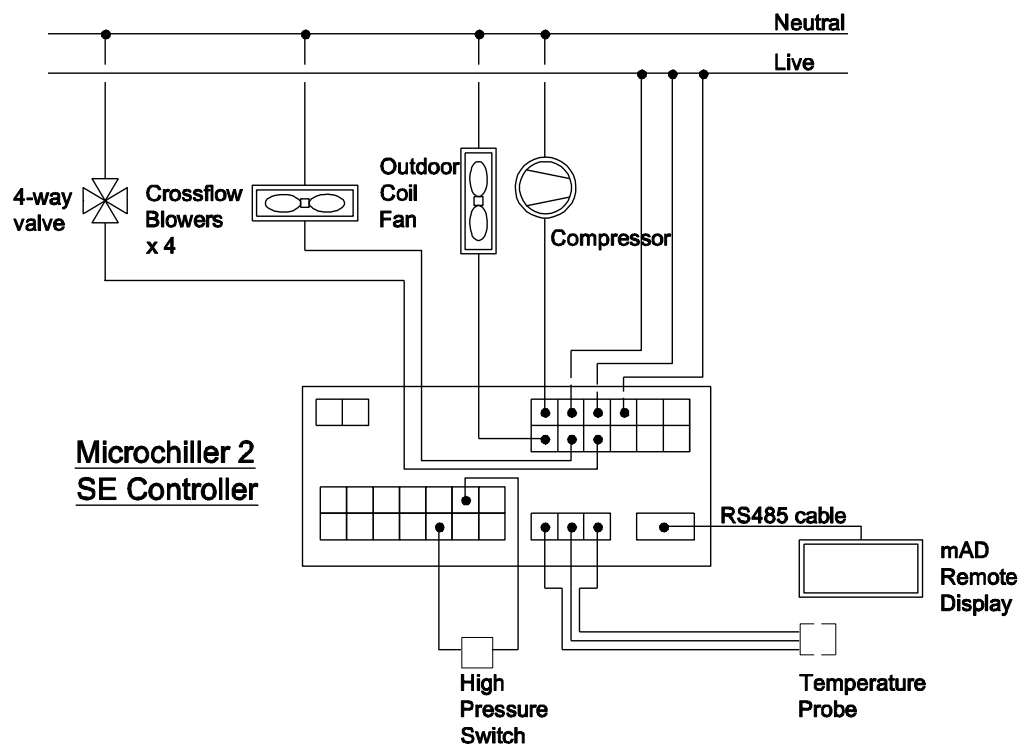 Neutral
Live
4-way
valve
Crossflow
Blowers
x 4
Outdoor
Coil
Fan
Compressor
Microchiller 2
SE Controller
RS485 cable
mAD
Remote
Display
High
Pressure
Switch
Temperature
Probe